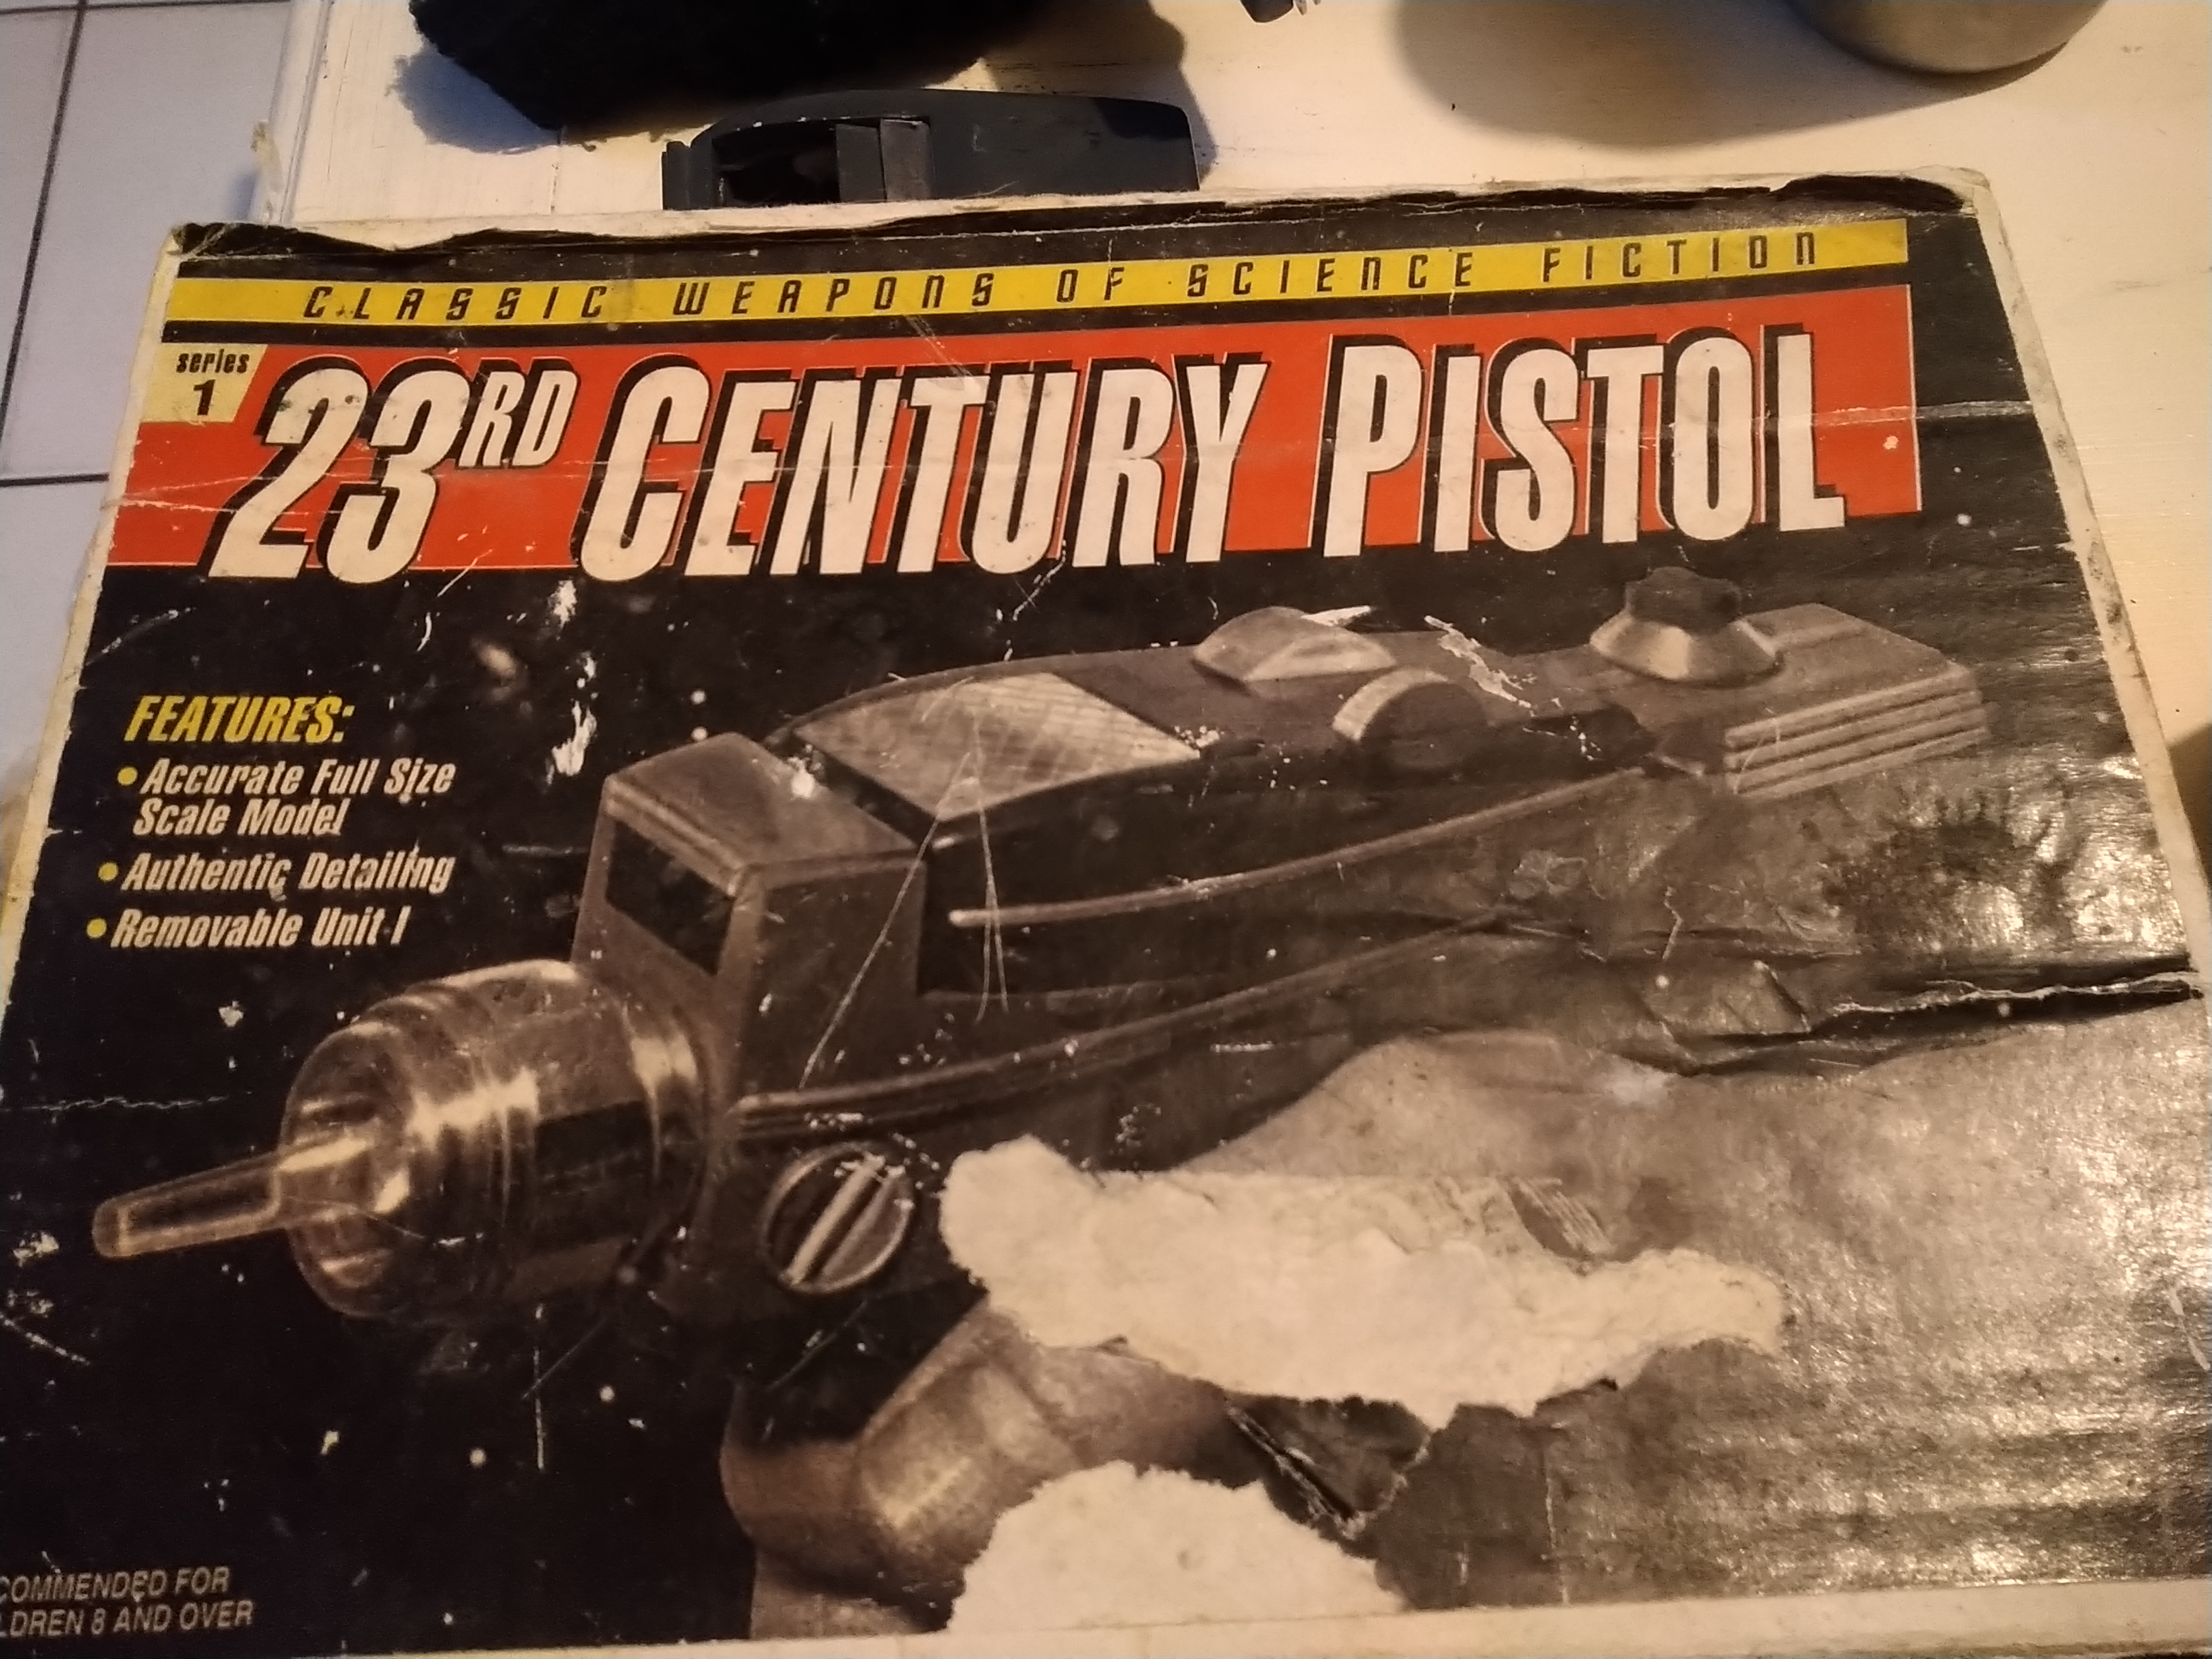 CLASSIC WEAPONS OF SCIENCE FICTION
series
1
23RD CENTURY PISTOL
FEATURES:
• Accurate Full Size
Scale Model
• Authentic Detailing
• Removable Unit I
COMMENDED FOR
LDREN 8 AND OVER